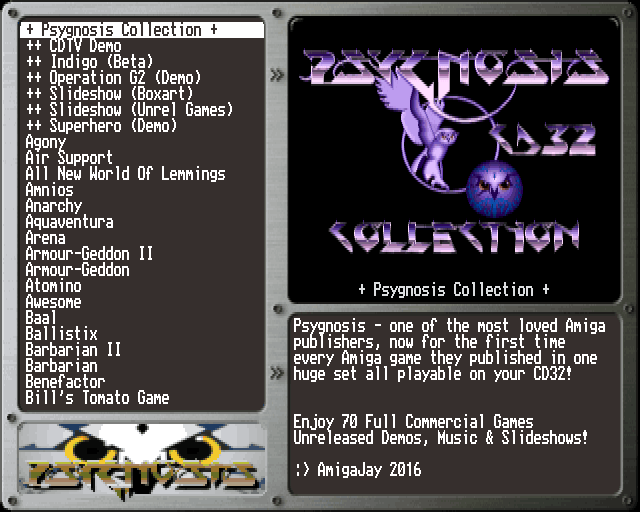 + Psygnosis Collection +
++ CDTV Demo
++ Indigo (Beta)
++ Operation G2 (Demo)
++ Slideshow (Boxart)
++ Slideshow (Unrel Games)
++ Superhero (Demo)
Agony
Air Support
All New World Of Lemmings
Amnios
Anarchy
Aquaventura
Arena
Armour-Geddon II
Armour-Geddon
Atomino
Awesome
Baal
Ballistix
Barbarian II
Barbarian
Benefactor
Bill's Tomato Game
PSYGNOSIS
PSYGNOSIS
CD32
COLLECTION
+ Psygnosis Collection +
Psygnosis - one of the most loved Amiga
publishers, now for the first time
every Amiga game they published in one
huge set all playable on your CD32!
Enjoy 70 Full Commercial Games
Unreleased Demos, Music & Slideshows!
:) AmigaJay 2016